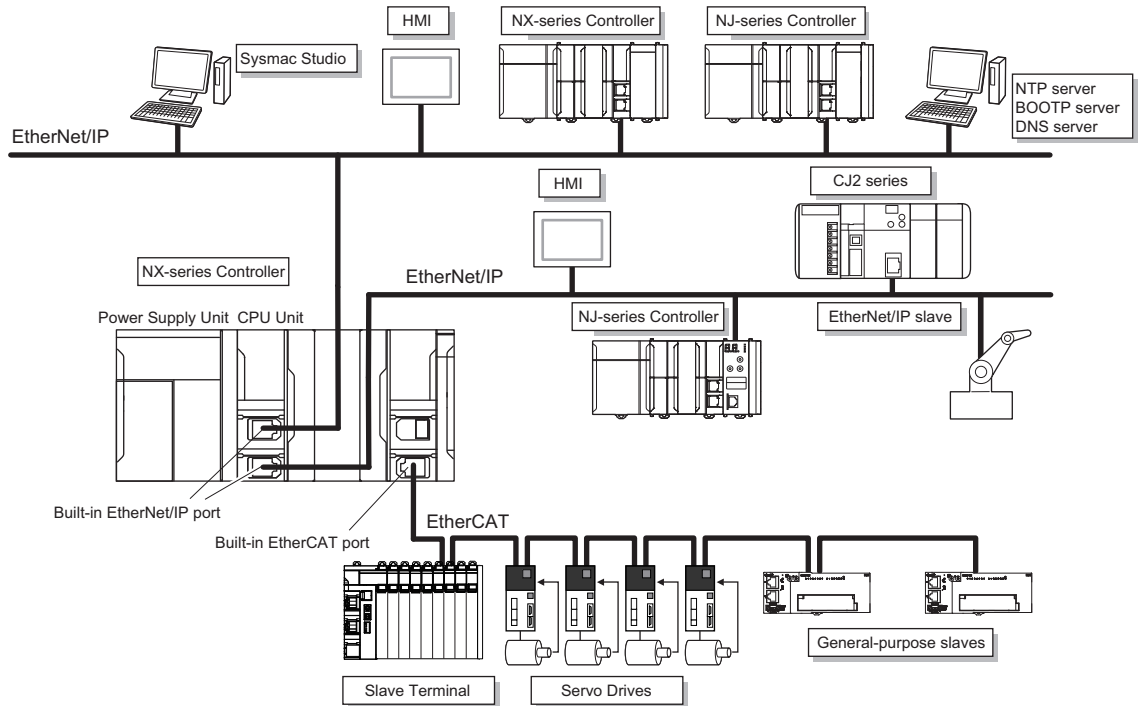 HMI
NX-series Controller
NJ-series Controller
Sysmac Studio
NTP server
BOOTP server
DNS server
EtherNet/IP
HMI
CJ2 series
NX-series Controller
EtherNet/IP
Power Supply Unit CPU Unit
NJ-series Controller
EtherNet/IP slave
Built-in EtherNet/IP port
Built-in EtherCAT port
EtherCAT
General-purpose slaves
Slave Terminal
Servo Drives